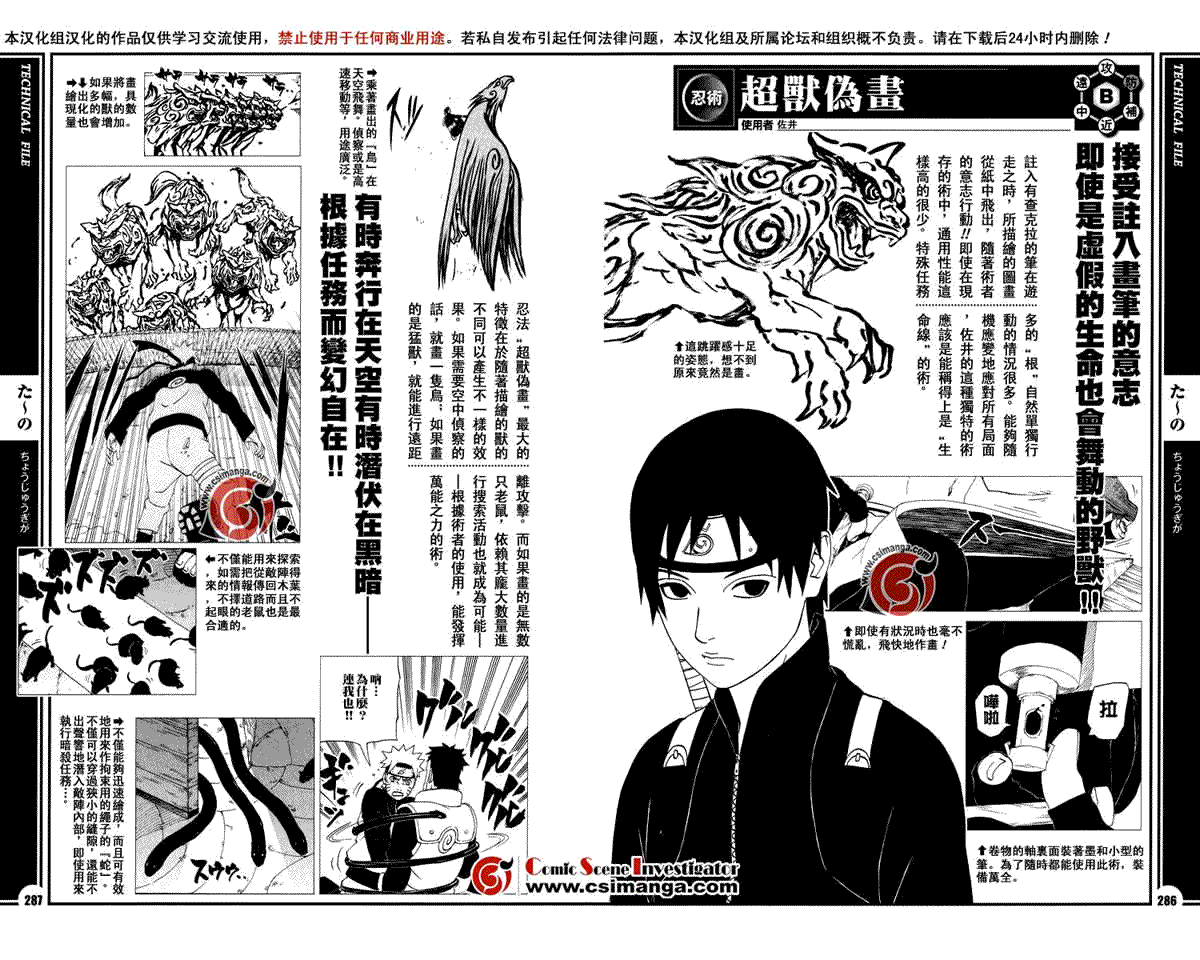 本汉化组汉化的作品仅供学习交流使用，禁止使用于任何商业用途。若私自发布引起任何法律问题，本汉化组及所属论坛和组织概不负责。请在下载后24小时内删除！
TECHNICAL FILE
た～の
ちょうじゅうぎが
286
攻
防
補
近
中
遠
B
忍術
超獸偽畫
使用者 佐井
接受註入畫筆的意志
即使是虛假的生命也會舞動的野獸!!
註入有查克拉的筆在遊
走之時，所描繪的圖畫
從紙中飛出，隨著術者
的意志行動!!即使在現
存的術中，通用性能這
樣高的很少。特殊任務
多的“根”自然單獨行
動的情況很多。能夠隨
機應變地應對所有局面
，佐井的這種獨特的術
應該是能稱得上是“生
命線”的術。
⬆這跳躍感十足
的姿態，想不到
原來竟然是畫。
ズ
www.csimanga.com
⬆即使有狀況時也毫不
慌亂，飛快地作畫！
拉
嘩
啦
⬆卷物的軸裏面裝著墨和小型的
筆。為了隨時都能使用此術，裝
備萬全。
有時奔行在天空有時潛伏在黑暗——
根據任務而變幻自在!!
忍法“超獸偽畫”最大的
特徵在於隨著描繪的獸的
不同可以產生不一樣的效
果。如果需要空中偵察的
話，就畫一隻鳥；如果畫
的是猛獸，就能進行遠距
離攻擊。而如果畫的是無數
只老鼠，依賴其龐大數量進
行搜索活動也就成為可能—
—根據術者的使用，能發揮
萬能之力的術。
➡乘著畫出的『鳥』在
天空飛舞。偵察或是高
速移動等，用途廣泛。
➡⬇如果將畫
繪出多幅，具
現化的獸的數
量也會增加。
www.csimanga.com
ズズズ
⬅不僅能用來探索
，不如需把從敵陣得
來的情報傳回木葉
，不擇道路而且不
起眼的老鼠也是最
合適的。
➡不僅能夠迅速繪成，而且可有效
地用來作拘束用的繩子的『蛇』。
不僅可以穿過狹小的縫隙，還能不
出聲響地潛入敵陣內部，即使用來
執行暗殺任務…。
吶…
為什麼？
連我也!!
Comic Scene Investigator
www.csimanga.com
TECHNICAL FILE
た～の
ちょうじゅうぎが
287